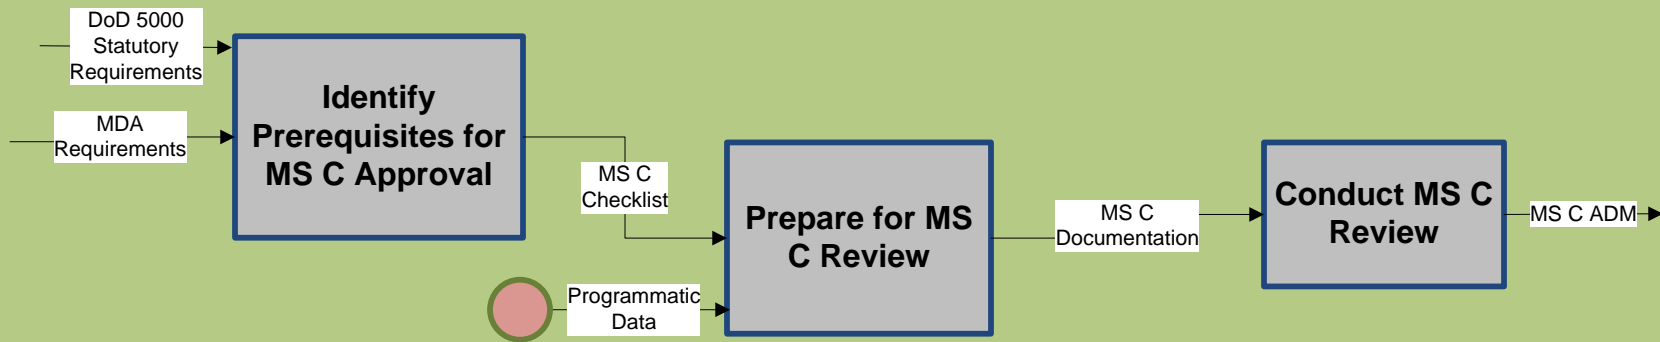 DoD 5000
Statutory
Requirements
MDA
Requirements
Identify
Prerequisites for
MS C Approval
MS C
Checklist
Programmatic
Data
Prepare for MS
C Review
MS C
Documentation
Conduct MS C
Review
MS C ADM